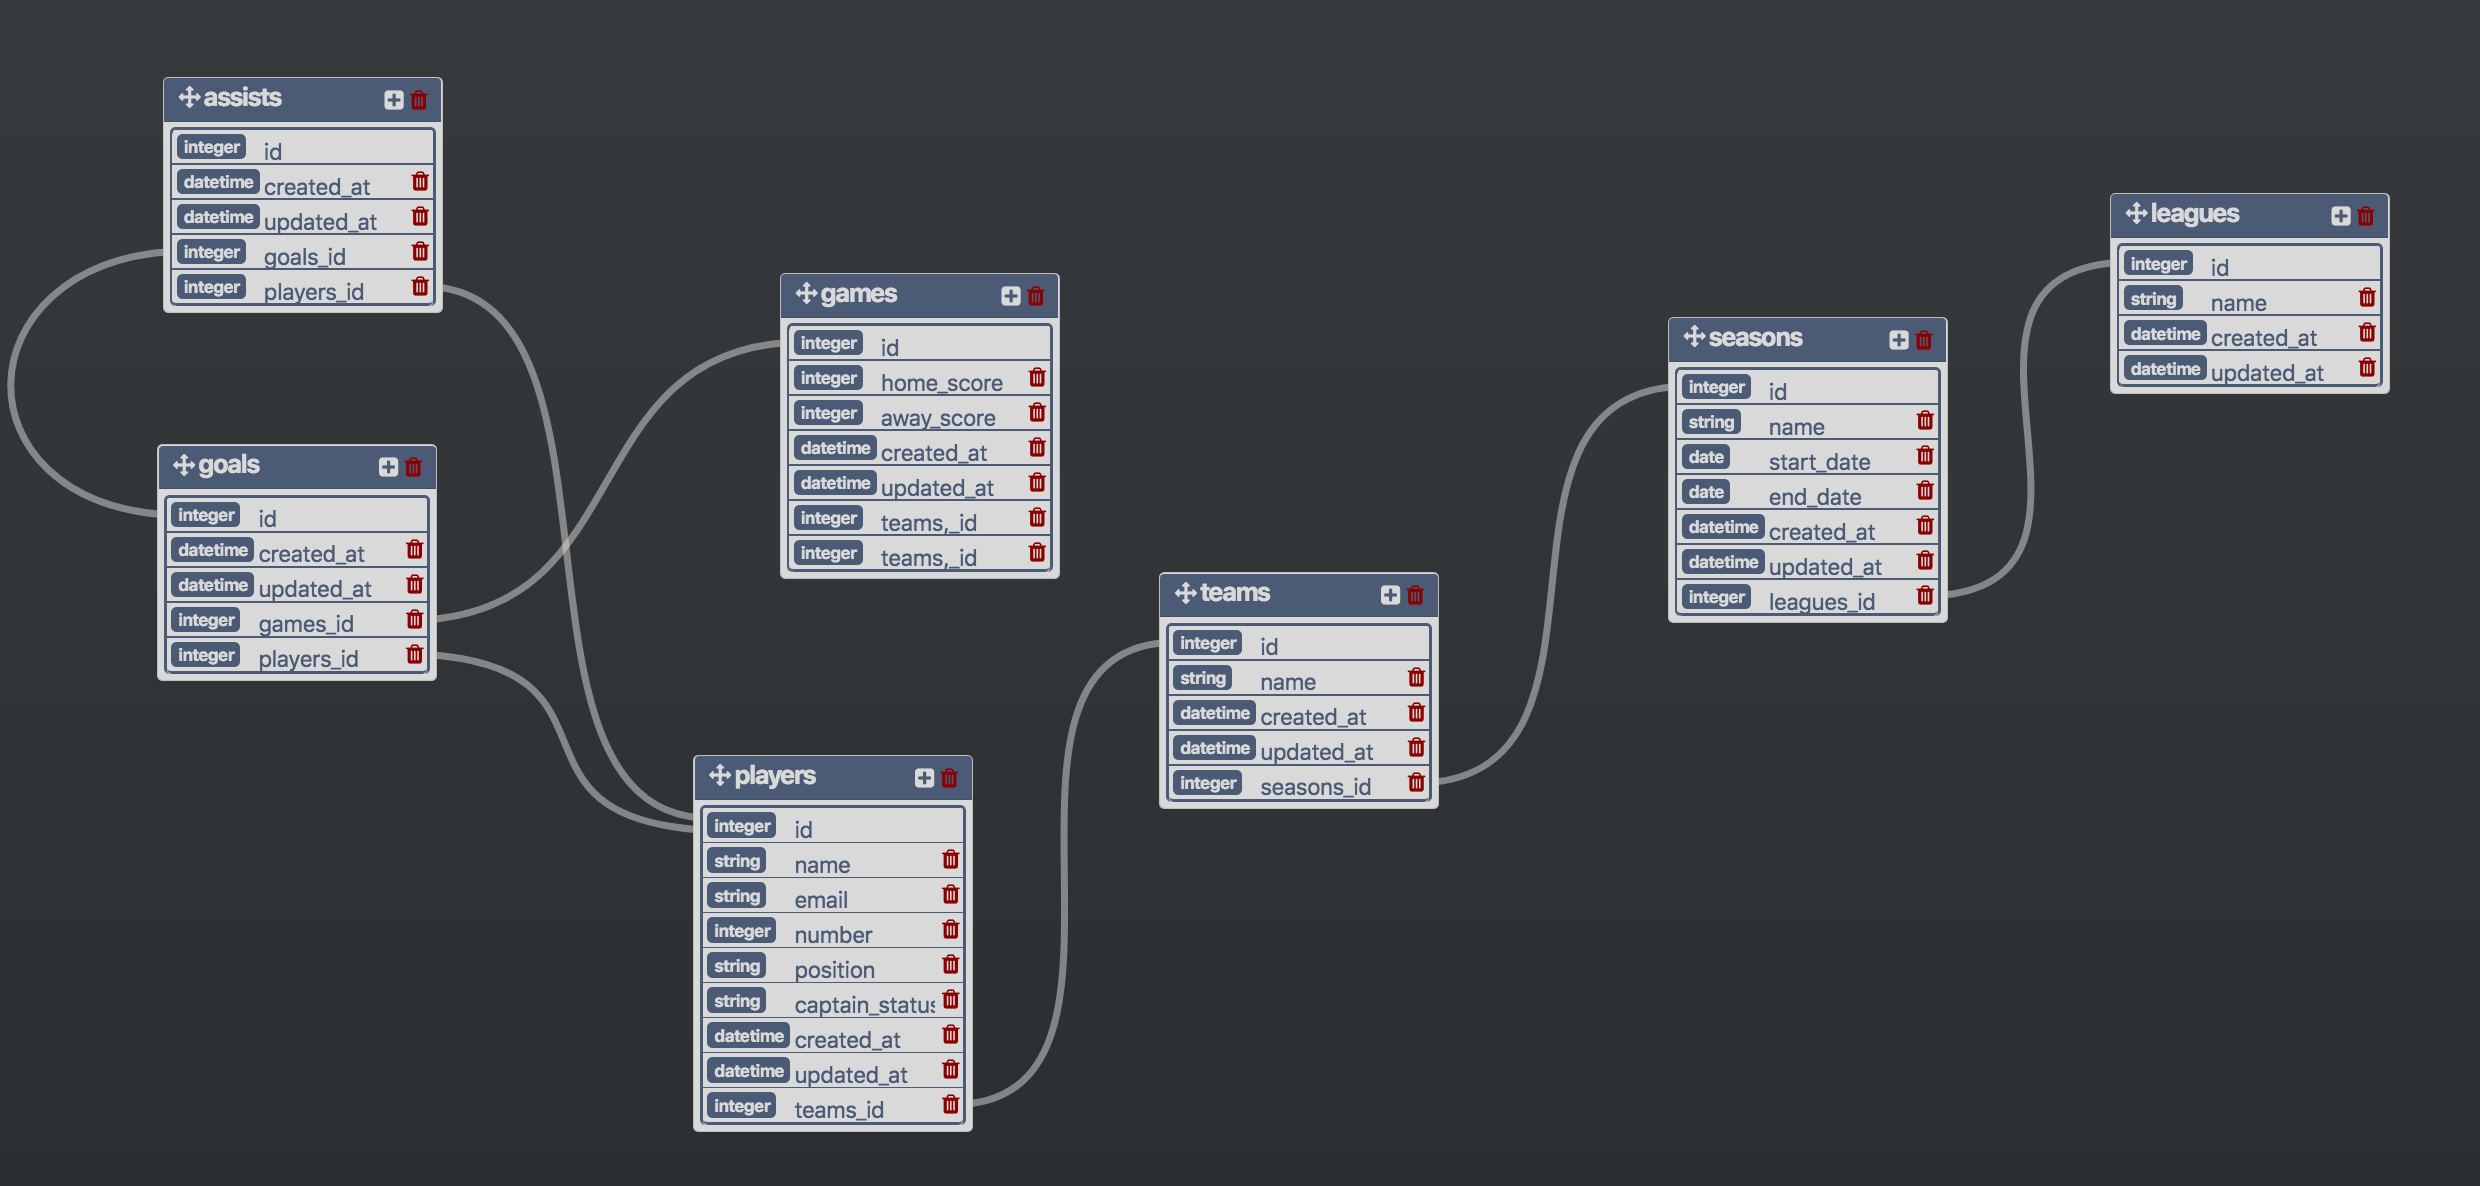 assists
integer id
datetime created_at
datetime updated_at
integer goals_id
integer players_id
goals
integer id
datetime created_at
datetime updated_at
integer games_id
integer players_id
games
integer id
integer home_score
integer away_score
datetime created_at
datetime updated_at
integer teams,_id
integer teams,_id
players
integer id
string name
string email
integer number
string position
string captain_status
datetime created_at
datetime updated_at
integer teams_id
teams
integer id
string name
datetime created_at
datetime updated_at
integer seasons_id
seasons
integer id
string name
date start_date
date end_date
datetime created_at
datetime updated_at
integer leagues_id
leagues
integer id
string name
datetime created_at
datetime updated_at